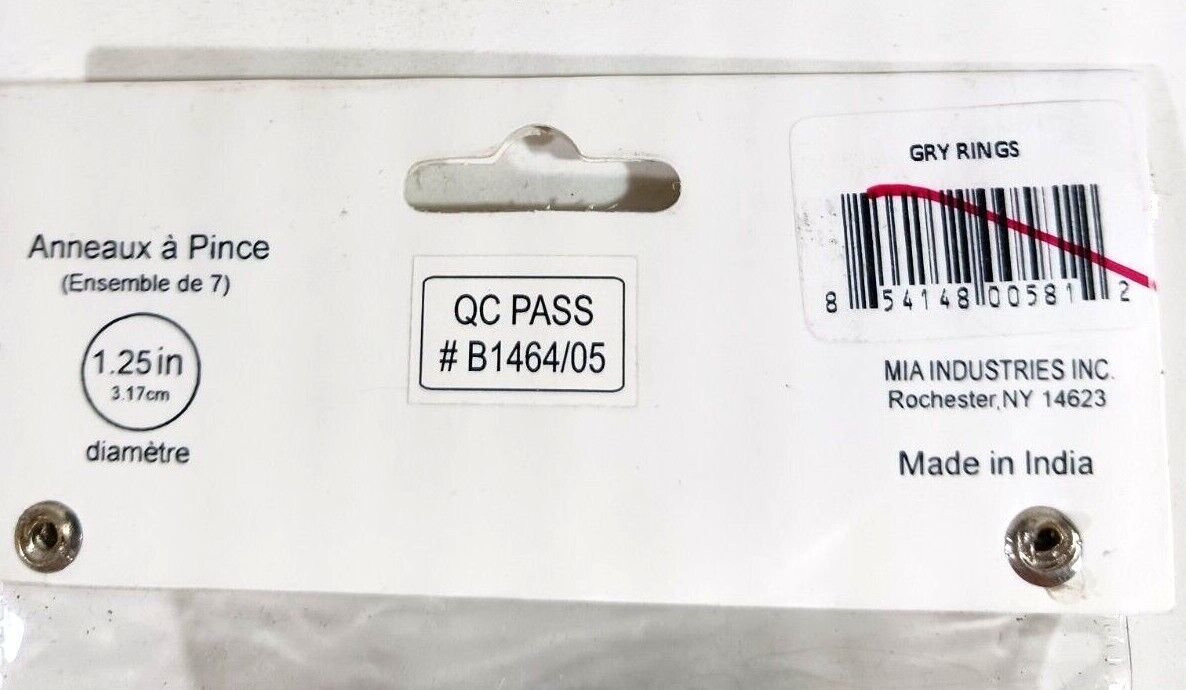 Anneaux à Pince
(Ensemble de 7)
1.25in
3.17cm
diamètre
QC PASS
# B1464/05
GRY RINGS
8 54148 00581 2
MIA INDUSTRIES INC.
Rochester,NY 14623
Made in India